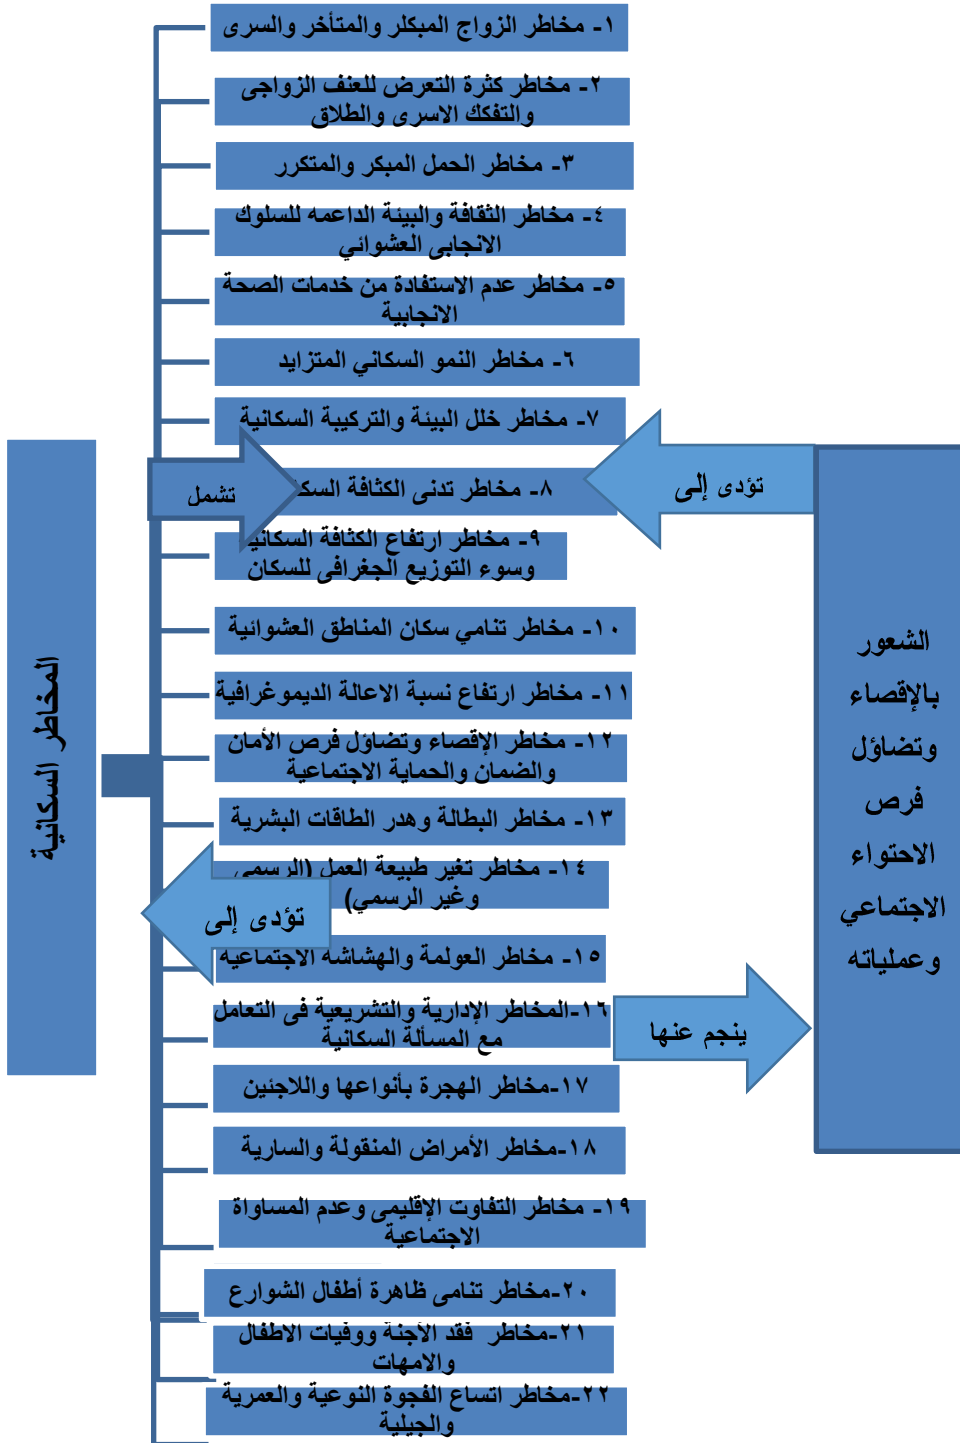 ١- مخاطر الزواج المبكلر والمتأخر والسرى
٢- مخاطر كثرة التعرض للعنف الزواجى
والتفكك الاسرى والطلاق
٣- مخاطر الحمل المبكر والمتكرر
٤- مخاطر الثقافة والبيئة الداعمه للسلوك
الانجابى العشوائي
٥- مخاطر عدم الاستفادة من خدمات الصحة
الانجابية
٦- مخاطر النمو السكاني المتزايد
٧- مخاطر خلل البيئة والتركيبة السكانية
٨- مخاطر تدنى الكثافة
٩- مخاطر ارتفاع الكثافة السكانية
وسوء التوزيع الجغرافى للسكان
١٠- مخاطر تنامي سكان المناطق العشوائية
١١- مخاطر ارتفاع نسبة الاعالة الديموغرافية
١٢- مخاطر الإقصاء وتضاؤل فرص الأمان
والضمان والحماية الاجتماعية
١٣- مخاطر البطالة وهدر الطاقات البشرية
١٤- مخاطر تغير طبيعة العمل (الرسمي
وغير الرسمي)
١٥- مخاطر العولمة والهشاشه الاجتماعيه
١٦-المخاطر الإدارية والتشريعية فى التعامل
مع المسألة السكانية
١٧-مخاطر الهجرة بأنواعها واللاجئين
١٨-مخاطر الأمراض المنقولة والسارية
١٩- مخاطر التفاوت الإقليمى وعدم المساواة
الاجتماعية
٢٠-مخاطر تنامى ظاهرة أطفال الشوارع
٢١-مخاطر فقد الأجنة ووفيات الاطفال
والامهات
٢٢-مخاطر اتساع الفجوة النوعية والعمرية
والجيلية
تشمل
تؤدى إلى
تؤدى إلى
ينجم عنها
المخاطر السكانية
الشعور
بالإقصاء
وتضاؤل
فرص
الاحتواء
الاجتماعي
وعملياته